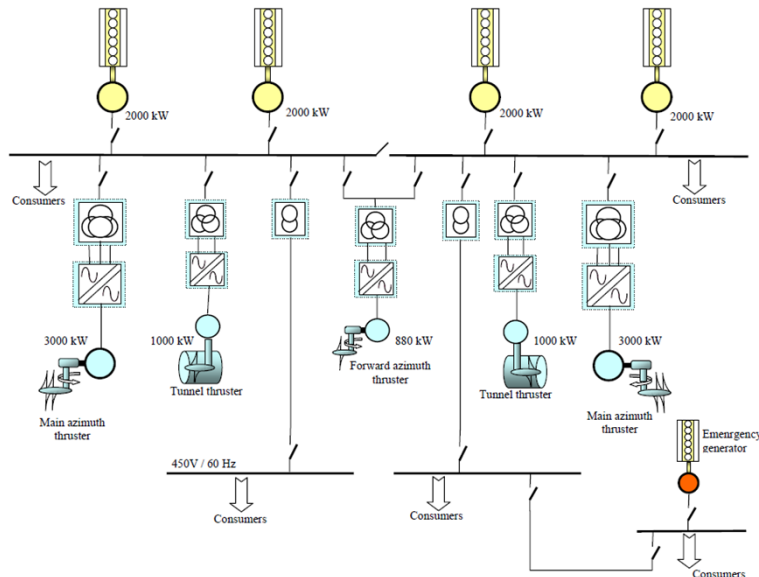 2000 kW
2000 kW
2000 kW
2000 kW
Consumers
Consumers
3000 kW
1000 kW
880 kW
1000 kW
3000 kW
Forward azimuth
thruster
Tunnel thruster
Tunnel thruster
Main azimuth
thruster
Main azimuth
thruster
Emenrgency
generator
450V / 60 Hz
Consumers
Consumers
Consumers